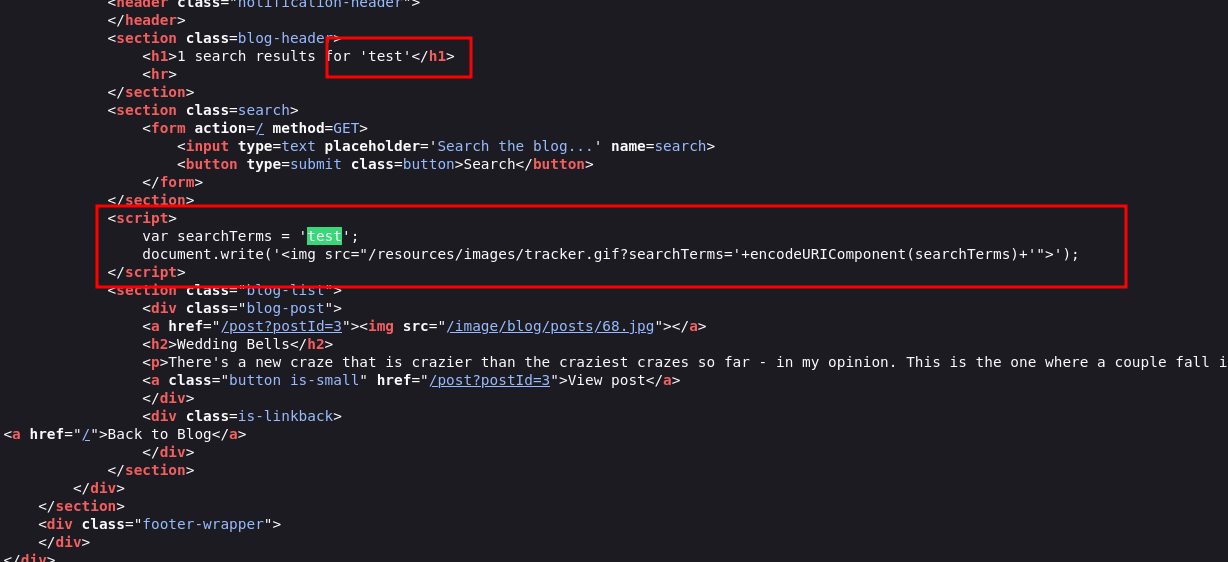 <header class="notification-header">
</header>
<section class=blog-header>
<h1>1 search results for 'test'</h1>
<hr>
</section>
<section class=search>
<form action=/ method=GET>
<input type=text placeholder='Search the blog...' name=search>
<button type=submit class=button>Search</button>
</form>
</section>
<script>
var searchTerms = 'test';
document.write('<img src="/resources/images/tracker.gif?searchTerms='+encodeURIComponent(searchTerms)+'">');
</script>
<section class="blog-list">
<div class="blog-post">
<a href="/post?postId=3"><img src="/image/blog/posts/68.jpg"></a>
<h2>Wedding Bells</h2>
<p>There's a new craze that is crazier than the craziest crazes so far - in my opinion. This is the one where a couple fall i
<a class="button is-small" href="/post?postId=3">View post</a>
</div>
<div class=is-linkback>
<a href="/">Back to Blog</a>
</div>
</section>
</div>
</section>
<div class="footer-wrapper">
</div>
</div>